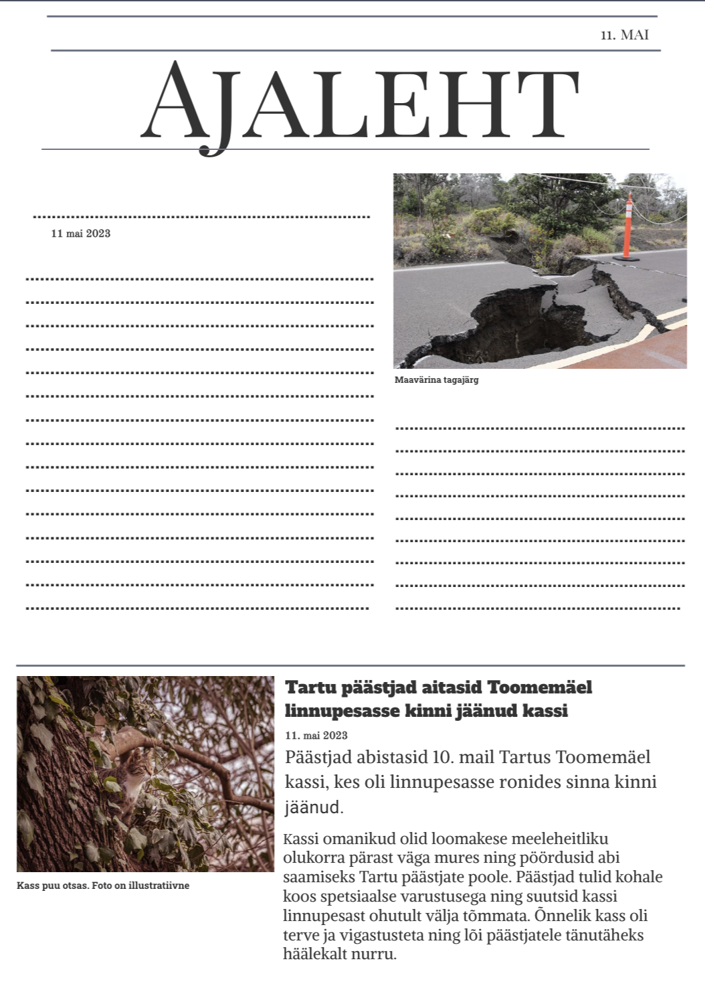 11. MAI
AJALEHT
11 mai 2023
Maavärina tagajärg
Tartu päästjad aitasid Toomemäel
linnupesasse kinni jäänud kassi
11. mai 2023
Päästjad abistasid 10. mail Tartus Toomemäel
kassi, kes oli linnupesasse ronides sinna kinni
jäänud.
Kassi omanikud olid loomakese meeleheitliku
olukorra pärast väga mures ning pöördusid abi
saamiseks Tartu päästjate poole. Päästjad tulid kohale
koos spetsiaalse varustusega ning suutsid kassi
linnupesast ohutult välja tõmmata. Õnnelik kass oli
terve ja vigastusteta ning lõi päästjatele tänutäheks
häälekalt nurru.
Kass puu otsas. Foto on illustratiivne